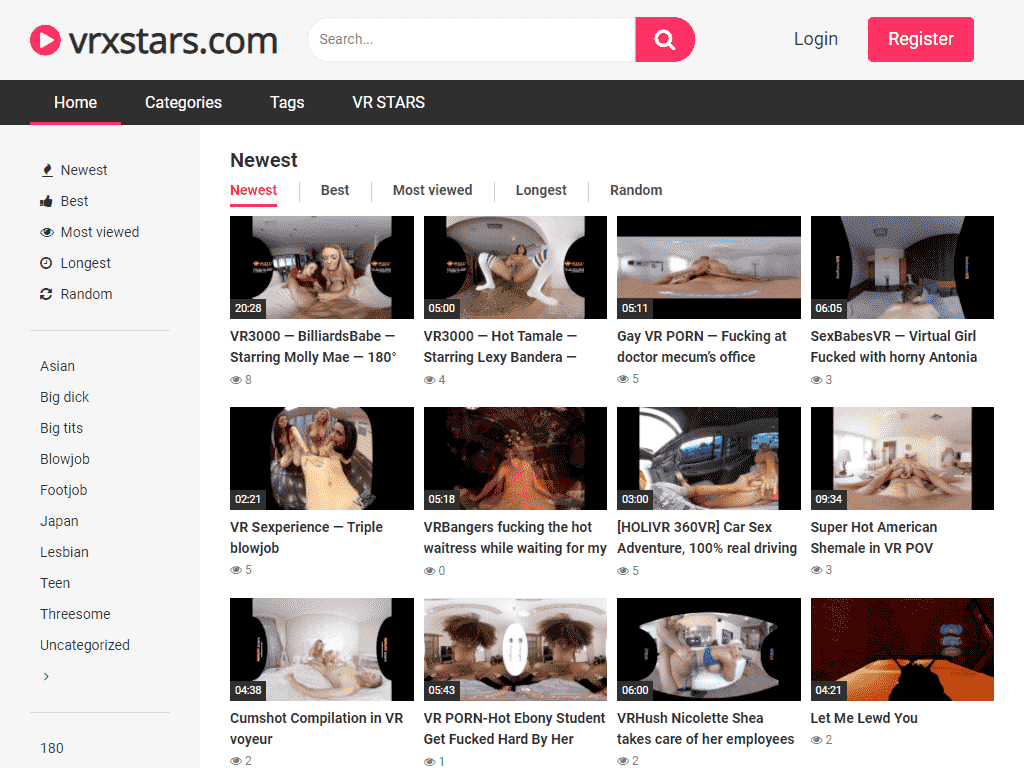 vrxstars.com
Search...
Login
Register
Home
Categories
Tags
VR STARS
Newest
Best
Most viewed
Longest
Random
Asian
Big dick
Big tits
Blowjob
Footjob
Japan
Lesbian
Teen
Threesome
Uncategorized
180
Newest
Newest
Best
Most viewed
Longest
Random
20:28
VR3000 — BilliardsBabe —
Starring Molly Mae — 180°
8
05:00
VR3000 — Hot Tamale —
Starring Lexy Bandera —
4
05:11
Gay VR PORN — Fucking at
doctor mecum's office
5
06:05
SexBabesVR — Virtual Girl
Fucked with horny Antonia
3
02:21
VR Sexperience — Triple
blowjob
5
05:18
VRBangers fucking the hot
waitress while waiting for my
0
03:00
[HOLIVR 360VR] Car Sex
Adventure, 100% real driving
5
09:34
Super Hot American
Shemale in VR POV
3
04:38
Cumshot Compilation in VR
voyeur
2
05:43
VR PORN-Hot Ebony Student
Get Fucked Hard By Her
1
06:00
VRHush Nicolette Shea
takes care of her employees
2
04:21
Let Me Lewd You
2